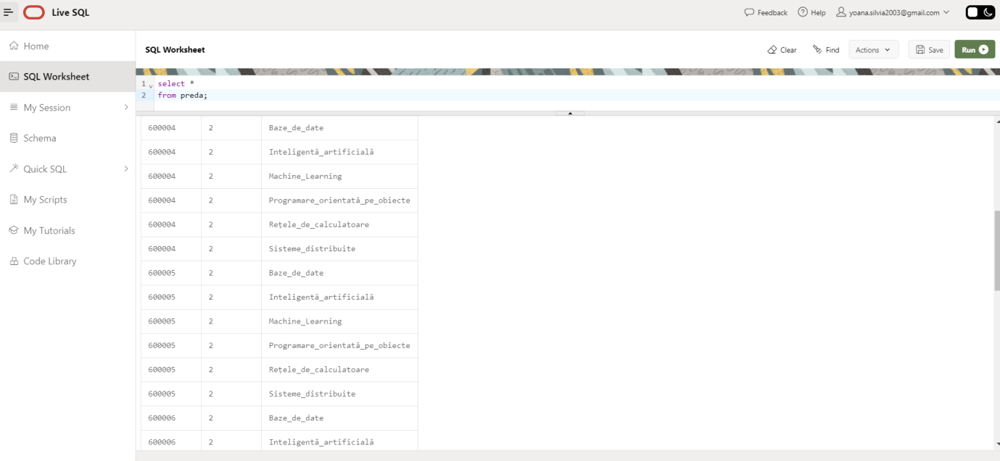 Live SQL
Feedback
Help
yoana.silvia2003@gmail.com
Home
SQL Worksheet
My Session
Schema
Quick SQL
My Scripts
My Tutorials
Code Library
SQL Worksheet
Clear
Find
Actions
Save
Run
1 select *
2 from preda;
600004 2 Baze_de_date
600004 2 Inteligentă_artificială
600004 2 Machine_Learning
600004 2 Programare_orientată_pe_obiecte
600004 2 Rețele_de_calculatoare
600004 2 Sisteme_distribuite
600005 2 Baze_de_date
600005 2 Inteligentă_artificială
600005 2 Machine_Learning
600005 2 Programare_orientată_pe_obiecte
600005 2 Rețele_de_calculatoare
600005 2 Sisteme_distribuite
600006 2 Baze_de_date
600006 2 Inteligentă_artificială